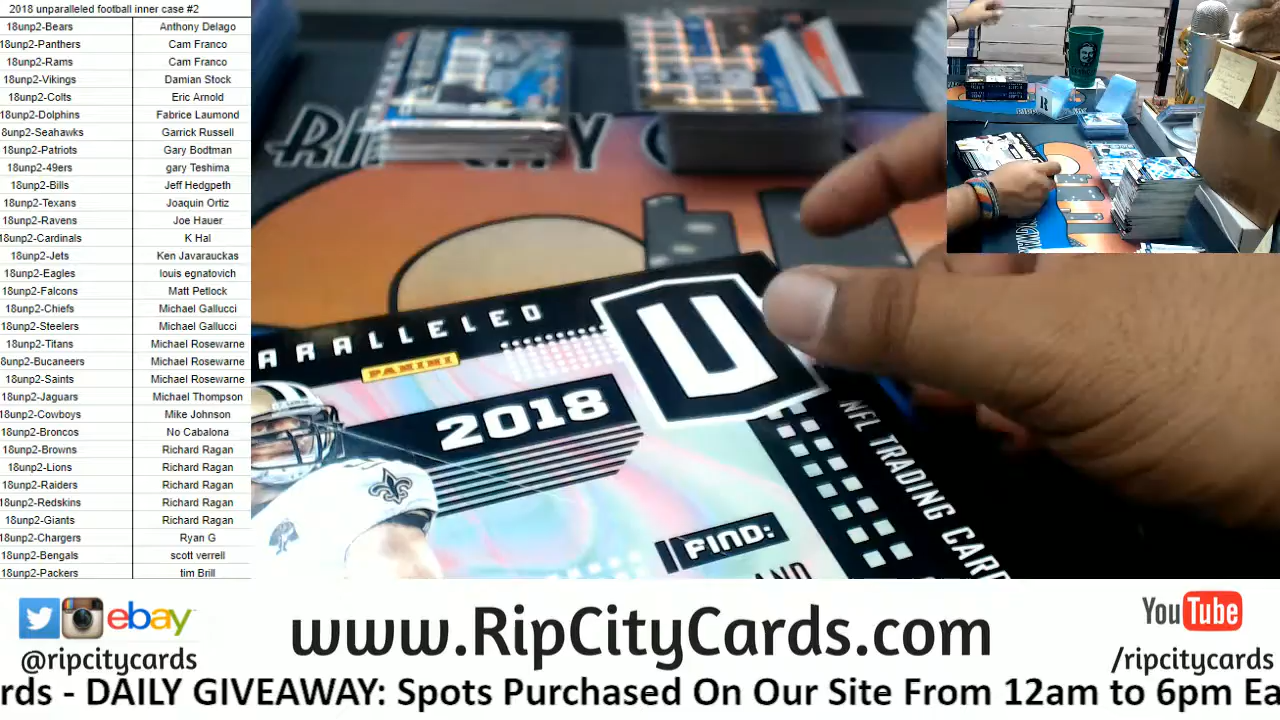 2018 unparalleled football inner case #2
18unp2-Bears Anthony Delago
18unp2-Panthers Cam Franco
18unp2-Rams Cam Franco
18unp2-Vikings Damian Stock
18unp2-Colts Eric Arnold
18unp2-Dolphins Fabrice Laumond
8unp2-Seahawks Garrick Russell
18unp2-Patriots Gary Bodtman
18unp2-49ers gary Teshima
18unp2-Bills Jeff Hedgpeth
18unp2-Texans Joaquin Ortiz
18unp2-Ravens Joe Hauer
18unp2-Cardinals K Hal
18unp2-Jets Ken Javarauckas
18unp2-Eagles louis egnatovich
18unp2-Falcons Matt Petlock
18unp2-Chiefs Michael Gallucci
18unp2-Steelers Michael Gallucci
18unp2-Titans Michael Rosewarne
8unp2-Bucaneers Michael Rosewarne
18unp2-Saints Michael Rosewarne
18unp2-Jaguars Michael Thompson
18unp2-Cowboys Mike Johnson
18unp2-Broncos No Cabalona
18unp2-Browns Richard Ragan
18unp2-Lions Richard Ragan
18unp2-Raiders Richard Ragan
18unp2-Redskins Richard Ragan
18unp2-Giants Richard Ragan
18unp2-Chargers Ryan G
18unp2-Bengals scott verrell
18unp2-Packers tim Brill
RIP CITY C
ARALLELED
PANINI
U
2018
NFL TRADING CARD
FIND:
AND
ebay
@ripcitycards
www.RipCityCards.com
YouTube
/ripcitycards
rds - DAILY GIVEAWAY: Spots Purchased On Our Site From 12am to 6pm Ea